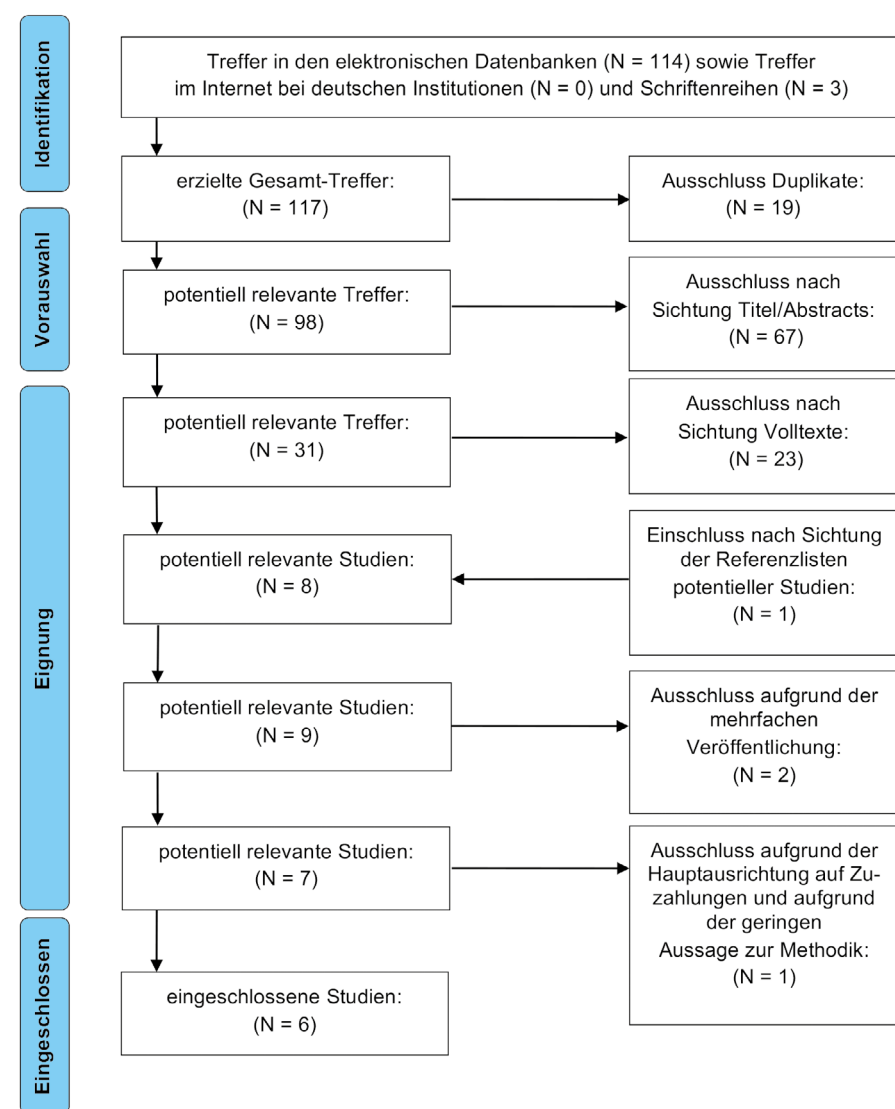 Identifikation
Treffer in den elektronischen Datenbanken (N = 114) sowie Treffer
im Internet bei deutschen Institutionen (N = 0) und Schriftenreihen (N = 3)
erzielte Gesamt-Treffer:
(N = 117)
Ausschluss Duplikate:
(N = 19)
Vorauswahl
potentiell relevante Treffer:
(N = 98)
Ausschluss nach
Sichtung Titel/Abstracts:
(N = 67)
Eignung
potentiell relevante Treffer:
(N = 31)
Ausschluss nach
Sichtung Volltexte:
(N = 23)
potentiell relevante Studien:
(N = 8)
Einschluss nach Sichtung
der Referenzlisten
potentieller Studien:
(N = 1)
potentiell relevante Studien:
(N = 9)
Ausschluss aufgrund der
mehrfachen
Veröffentlichung:
(N = 2)
potentiell relevante Studien:
(N = 7)
Ausschluss aufgrund der
Hauptausrichtung auf Zu-
zahlungen und aufgrund
der geringen
Aussage zur Methodik:
(N = 1)
Eingeschlossen
eingeschlossene Studien:
(N = 6)